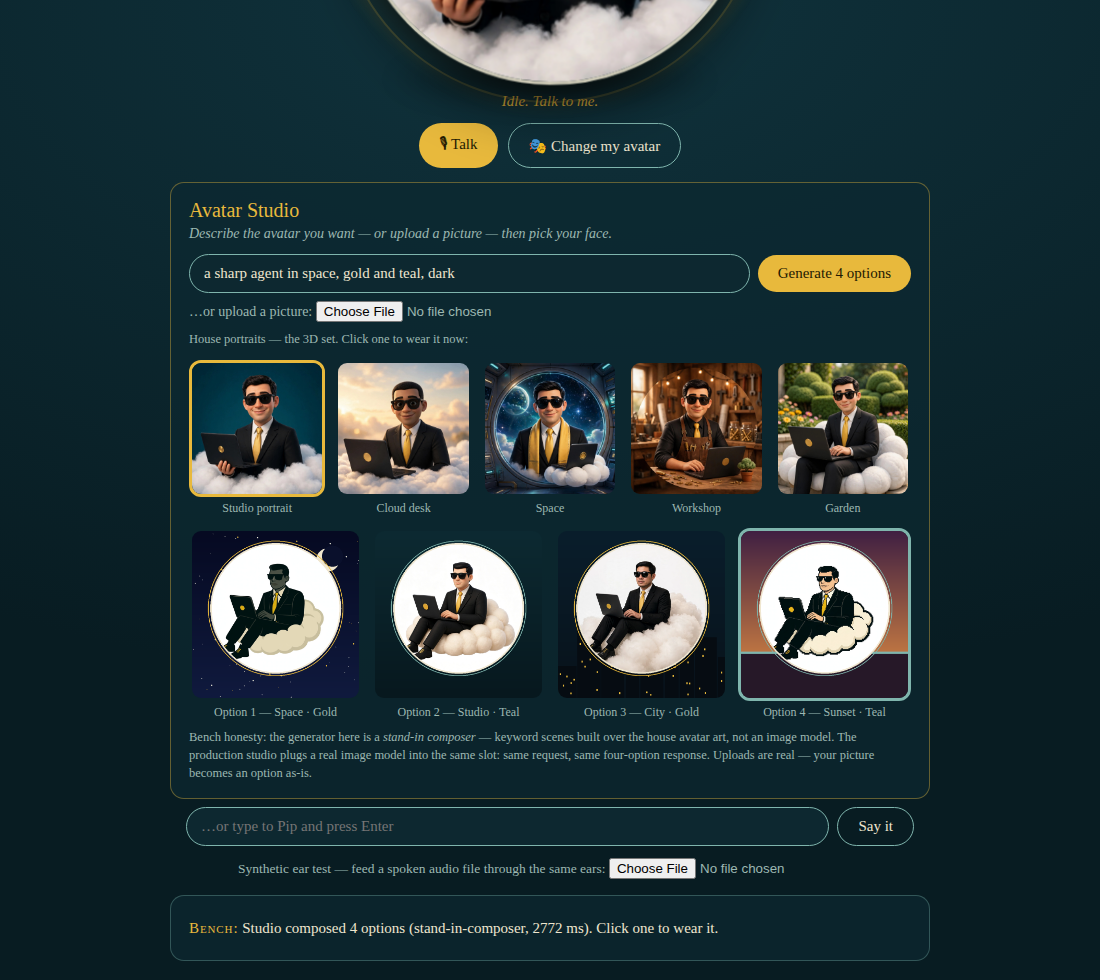 Idle. Talk to me.
🎙 Talk
🎭 Change my avatar
Avatar Studio
Describe the avatar you want — or upload a picture — then pick your face.
a sharp agent in space, gold and teal, dark
Generate 4 options
…or upload a picture: Choose File No file chosen
House portraits — the 3D set. Click one to wear it now:
Studio portrait
Cloud desk
Space
Workshop
Garden
Option 1 — Space · Gold
Option 2 — Studio · Teal
Option 3 — City · Gold
Option 4 — Sunset · Teal
Bench honesty: the generator here is a stand-in composer — keyword scenes built over the house avatar art, not an image model. The
production studio plugs a real image model into the same slot: same request, same four-option response. Uploads are real — your picture
becomes an option as-is.
…or type to Pip and press Enter
Say it
Synthetic ear test — feed a spoken audio file through the same ears: Choose File No file chosen
Bench: Studio composed 4 options (stand-in-composer, 2772 ms). Click one to wear it.